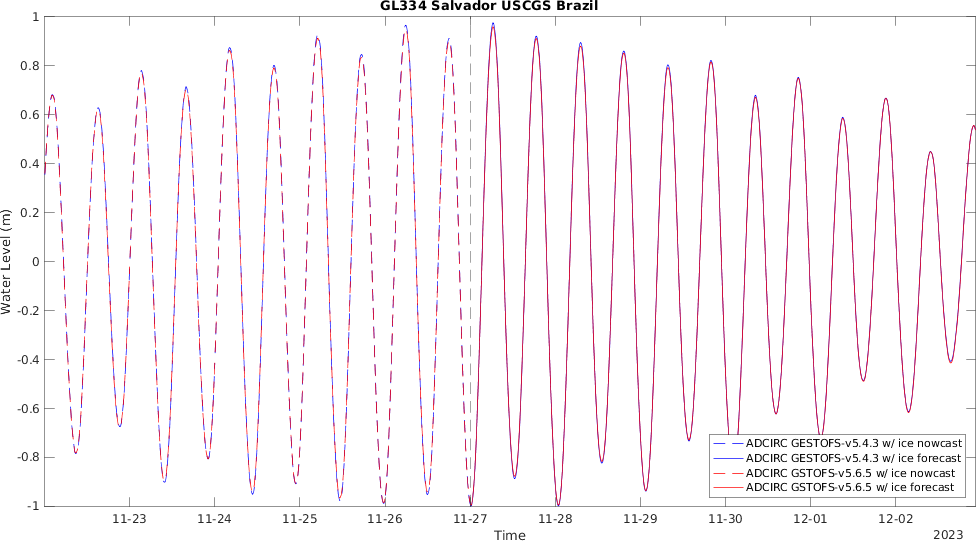 GL334 Salvador USCGS Brazil
1
0.8
0.6
0.4
0.2
0
-0.2
-0.4
-0.6
-0.8
-1
Water Level (m)
ADCIRC GESTOFS-v5.4.3 w/ ice nowcast
ADCIRC GESTOFS-v5.4.3 w/ ice forecast
ADCIRC GSTOFS-v5.6.5 w/ ice nowcast
ADCIRC GSTOFS-v5.6.5 w/ ice forecast
11-23 11-24 11-25 11-26 11-27 11-28 11-29 11-30 12-01 12-02
Time
2023